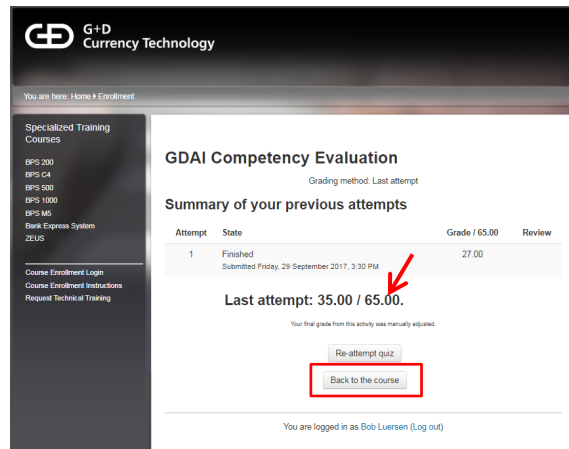 G+D
Currency Technology
You are here: Home Enrollment
Specialized Training
Courses
BPS 200
BPS C4
BPS 500
BPS 1000
BPS M5
Bank Express System
ZEUS
Course Enrollment Login
Course Enrollment Instructions
Request Technical Training
GDAI Competency Evaluation
Grading method: Last attempt
Summary of your previous attempts
Attempt State Grade / 65.00 Review
1 Finished 27.00
Submitted Friday, 29 September 2017, 3:30 PM
Last attempt: 35.00 / 65.00.
Your final grade from this activity was manually adjusted.
Re-attempt quiz
Back to the course
You are logged in as Bob Luersen (Log out)